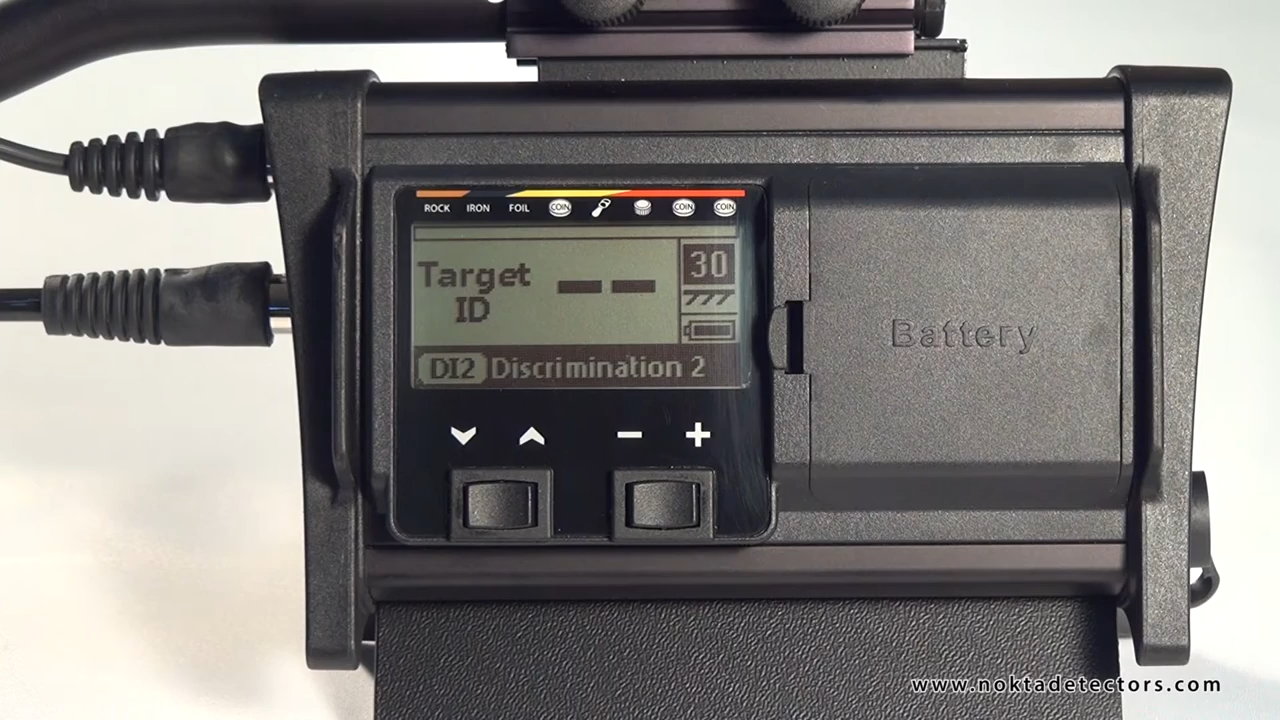 ROCK IRON FOIL COIN COIN COIN
Target
ID
-- 
30
DI2 Discrimination 2
Battery
www.noktadetectors.com